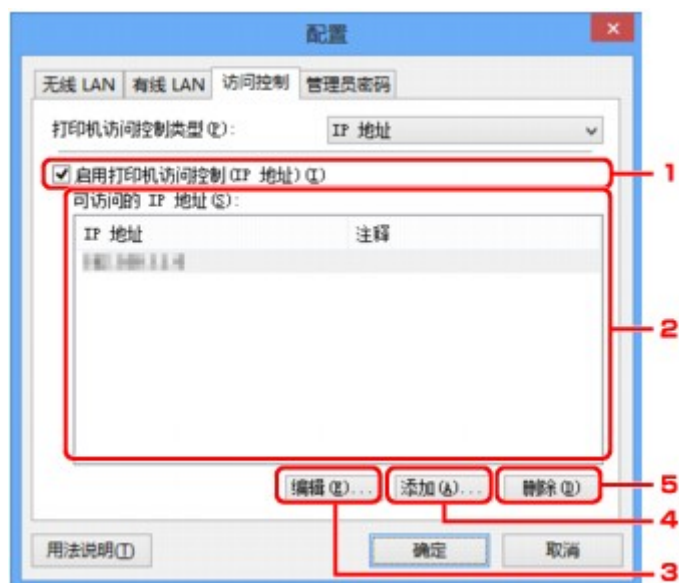 配置
无线 LAN 有线 LAN 访问控制 管理员密码
打印机访问控制类型(P): IP 地址
启用打印机访问控制(IP 地址)(I) 1
可访问的 IP 地址(S):
IP 地址 注释
2
编辑(E)... 添加(A)... 删除(D) 5
4
用法说明(T) 确定 取消
3